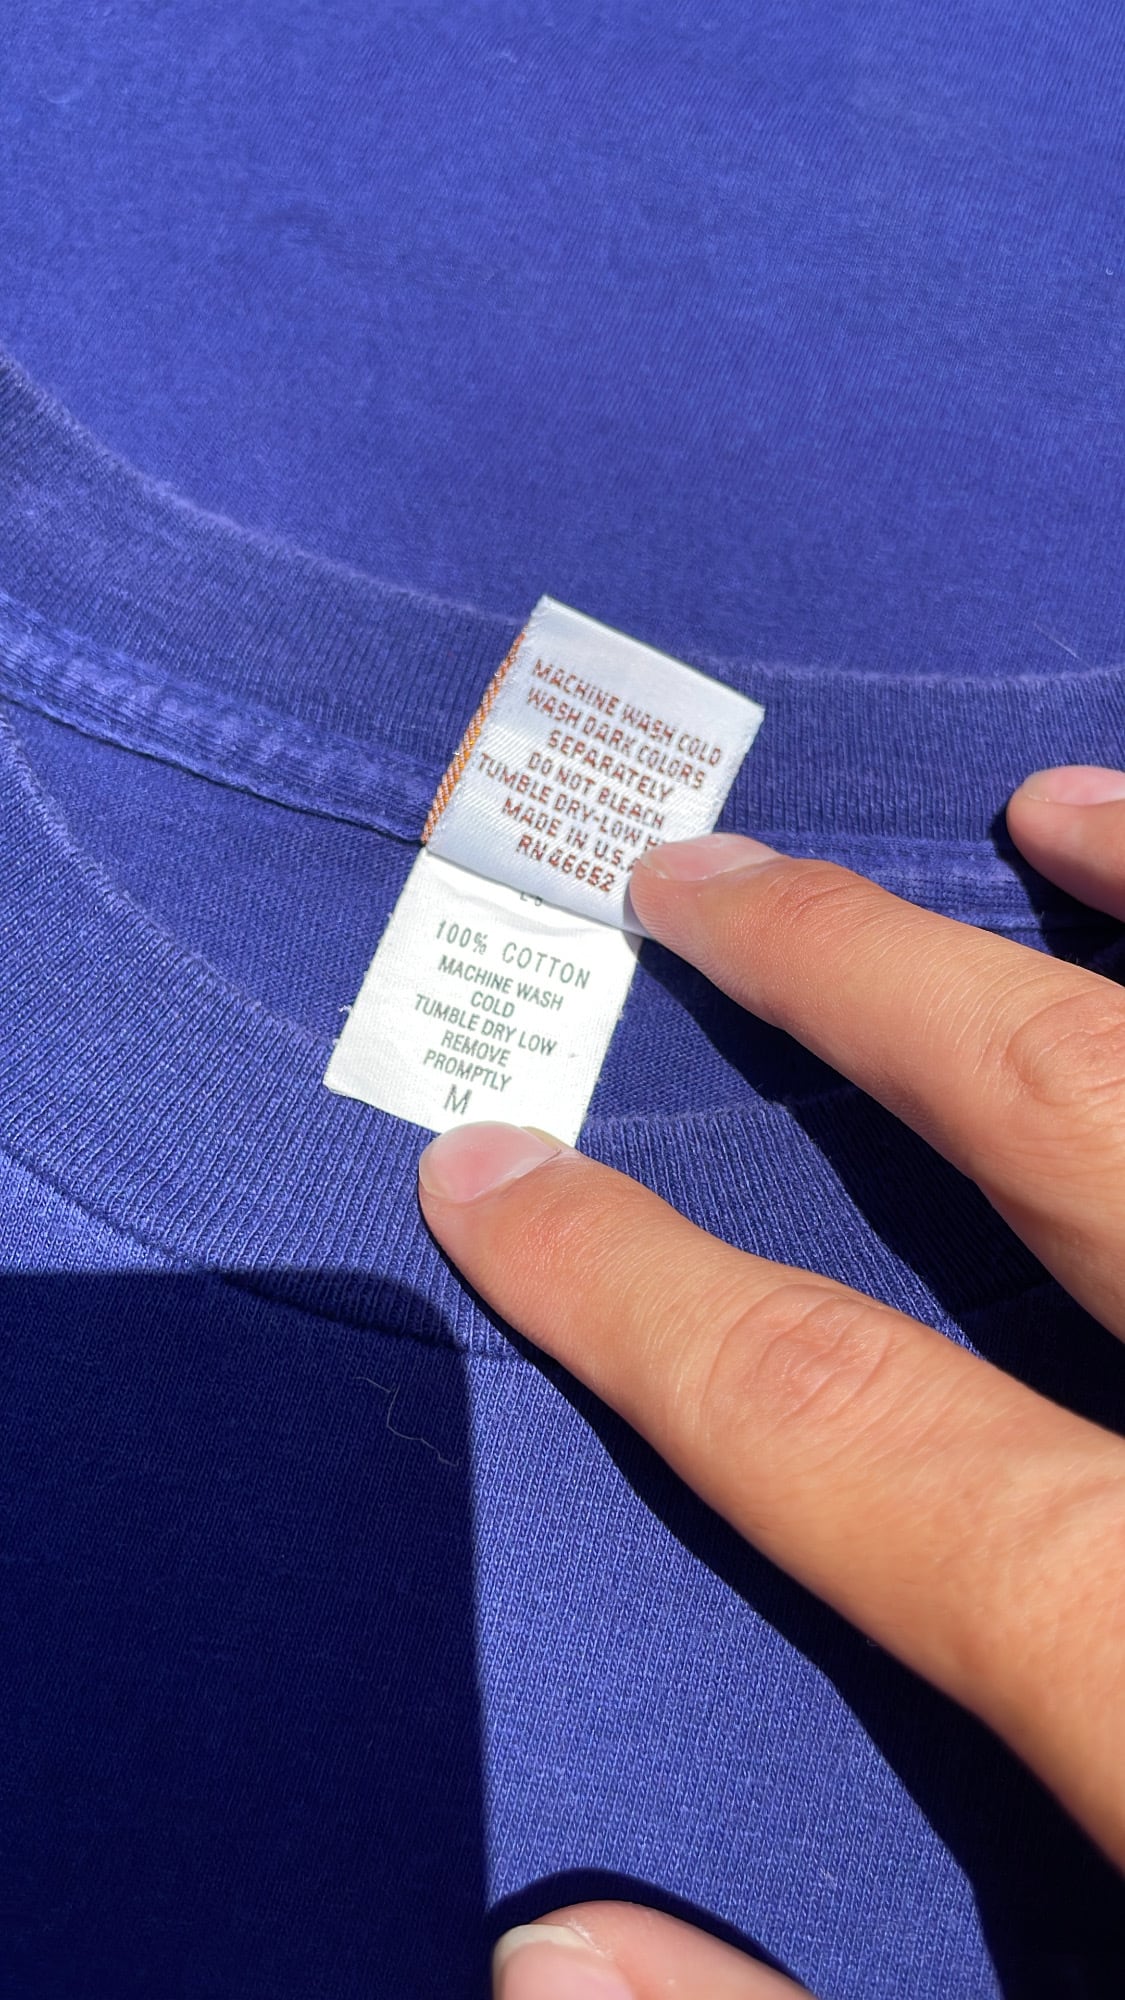 MACHINE WASH COLD
WASH DARK COLORS
SEPARATELY
DO NOT BLEACH
TUMBLE DRY-LOW
MADE IN U.S.
RN 46652
100% COTTON
MACHINE WASH
COLD
TUMBLE DRY LOW
REMOVE
PROMPTLY
M